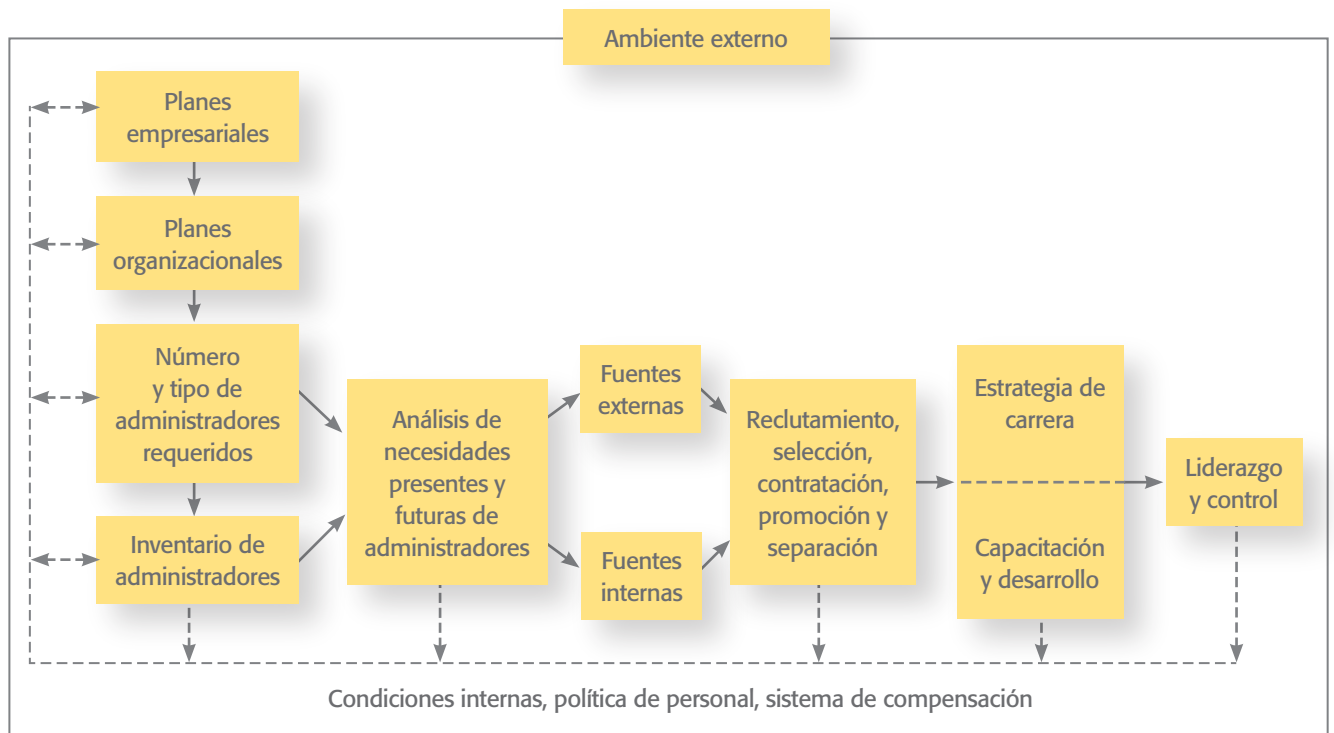 Ambiente externo
Planes
empresariales
Planes
organizacionales
Número
y tipo de
administradores
requeridos
Inventario de
administradores
Análisis de
necesidades
presentes y
futuras de
administradores
Fuentes
externas
Fuentes
internas
Reclutamiento,
selección,
contratación,
promoción y
separación
Estrategia de
carrera
Capacitación
y desarrollo
Liderazgo
y control
Condiciones internas, política de personal, sistema de compensación